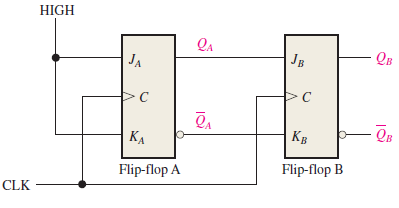 HIGH
J_A
Q_A
J_B
Q_B
C
C
K_A
Q̅_A
K_B
Q̅_B
Flip-flop A
Flip-flop B
CLK